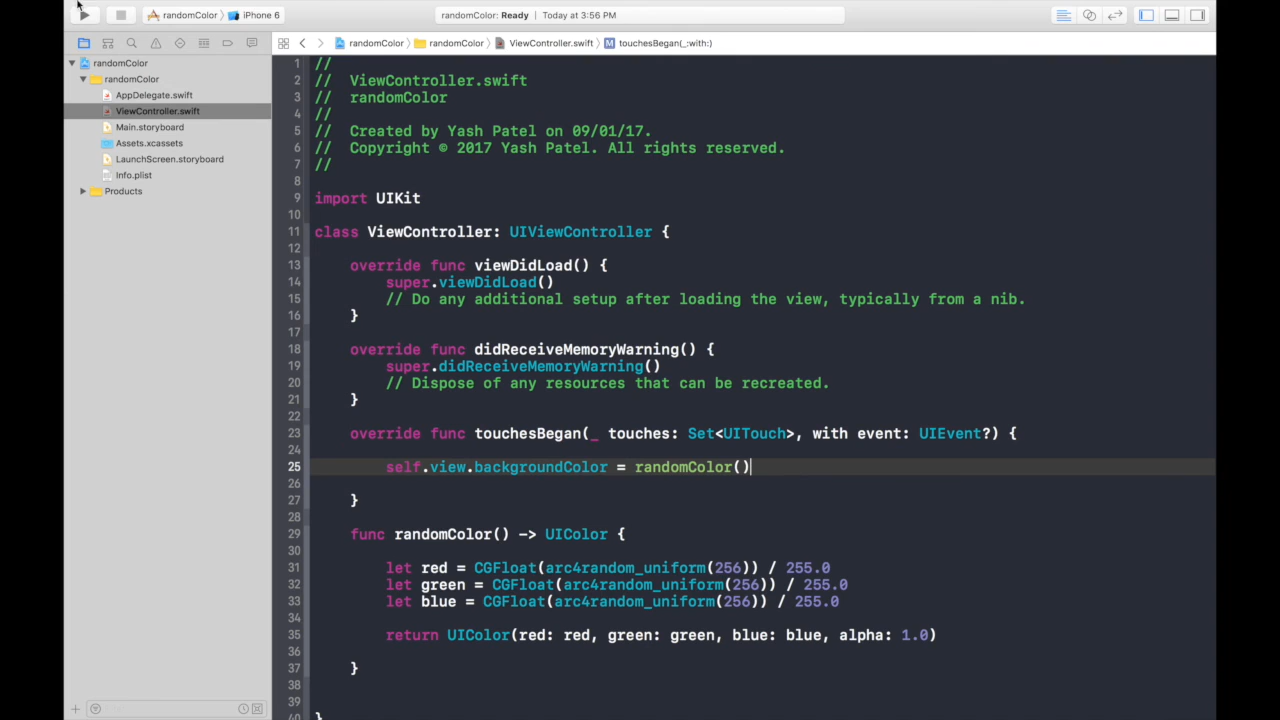 randomColor iPhone 6 randomColor: Ready | Today at 3:56 PM
randomColor randomColor ViewController.swift M touchesBegan(_:with:)
randomColor
randomColor
AppDelegate.swift
ViewController.swift
Main.storyboard
Assets.xcassets
LaunchScreen.storyboard
Info.plist
Products
1 //
2 // ViewController.swift
3 // randomColor
4 //
5 // Created by Yash Patel on 09/01/17.
6 // Copyright © 2017 Yash Patel. All rights reserved.
7 //
8
9 import UIKit
10
11 class ViewController: UIViewController {
12
13 override func viewDidLoad() {
14 super.viewDidLoad()
15 // Do any additional setup after loading the view, typically from a nib.
16 }
17
18 override func didReceiveMemoryWarning() {
19 super.didReceiveMemoryWarning()
20 // Dispose of any resources that can be recreated.
21 }
22
23 override func touchesBegan(_ touches: Set<UITouch>, with event: UIEvent?) {
24
25 self.view.backgroundColor = randomColor()
26
27 }
28
29 func randomColor() -> UIColor {
30
31 let red = CGFloat(arc4random_uniform(256)) / 255.0
32 let green = CGFloat(arc4random_uniform(256)) / 255.0
33 let blue = CGFloat(arc4random_uniform(256)) / 255.0
34
35 return UIColor(red: red, green: green, blue: blue, alpha: 1.0)
36
37 }
38
39
40 }